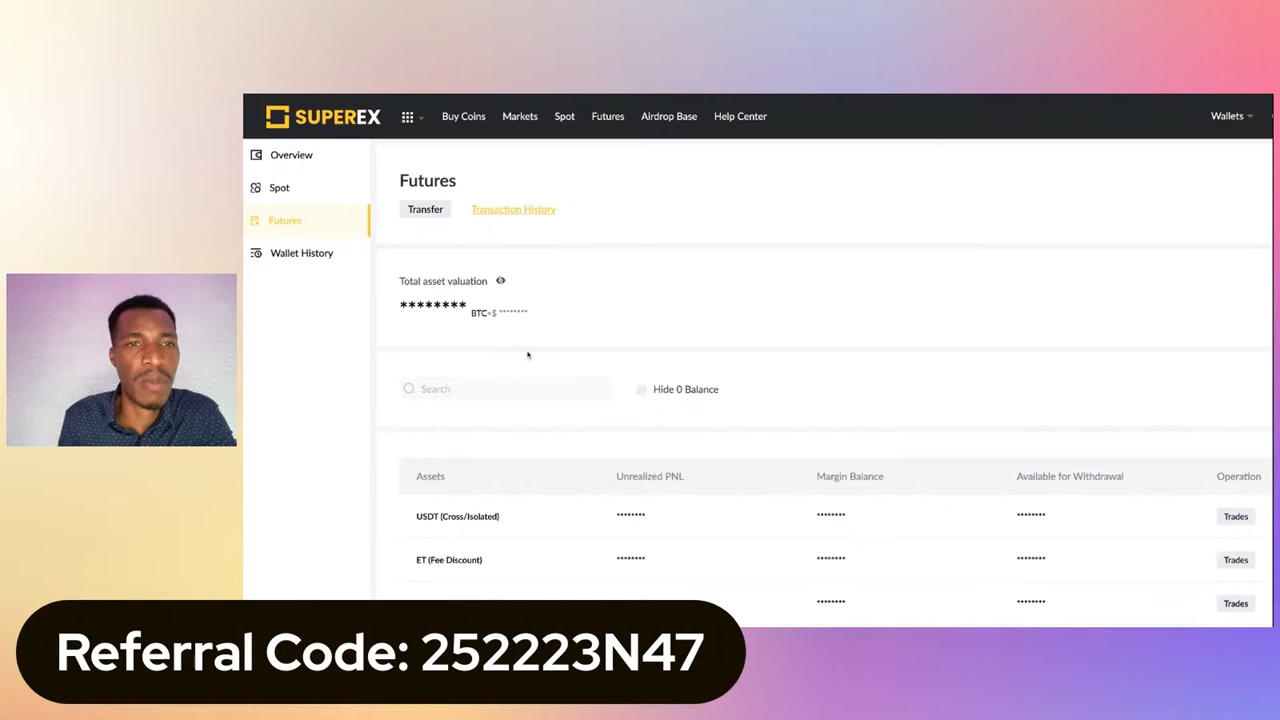 SUPEREX
Buy Coins Markets Spot Futures Airdrop Base Help Center Wallets
Overview
Spot
Futures
Wallet History
Futures
Transfer Transaction History
Total asset valuation
******** BTC≈$ ********
Search Hide 0 Balance
Assets Unrealized PNL Margin Balance Available for Withdrawal Operation
USDT (Cross/Isolated) ******** ******** ******** Trades
ET (Fee Discount) ******** ******** ******** Trades
******** ******** Trades
Referral Code: 252223N47